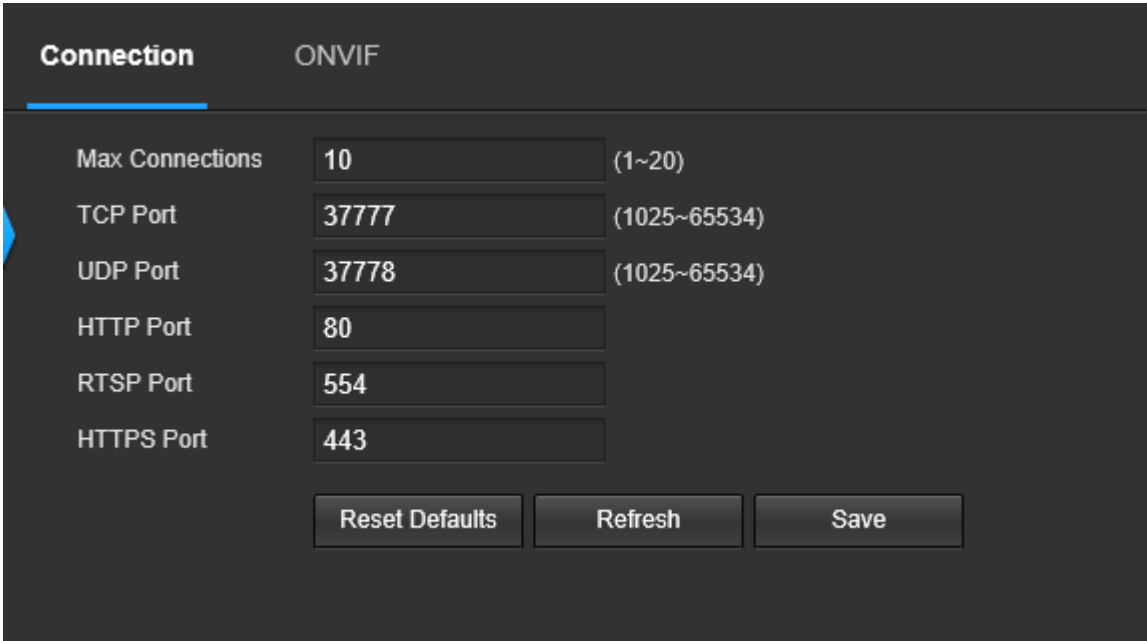 Connection ONVIF
Max Connections 10 (1~20)
TCP Port 37777 (1025~65534)
UDP Port 37778 (1025~65534)
HTTP Port 80
RTSP Port 554
HTTPS Port 443
Reset Defaults Refresh Save